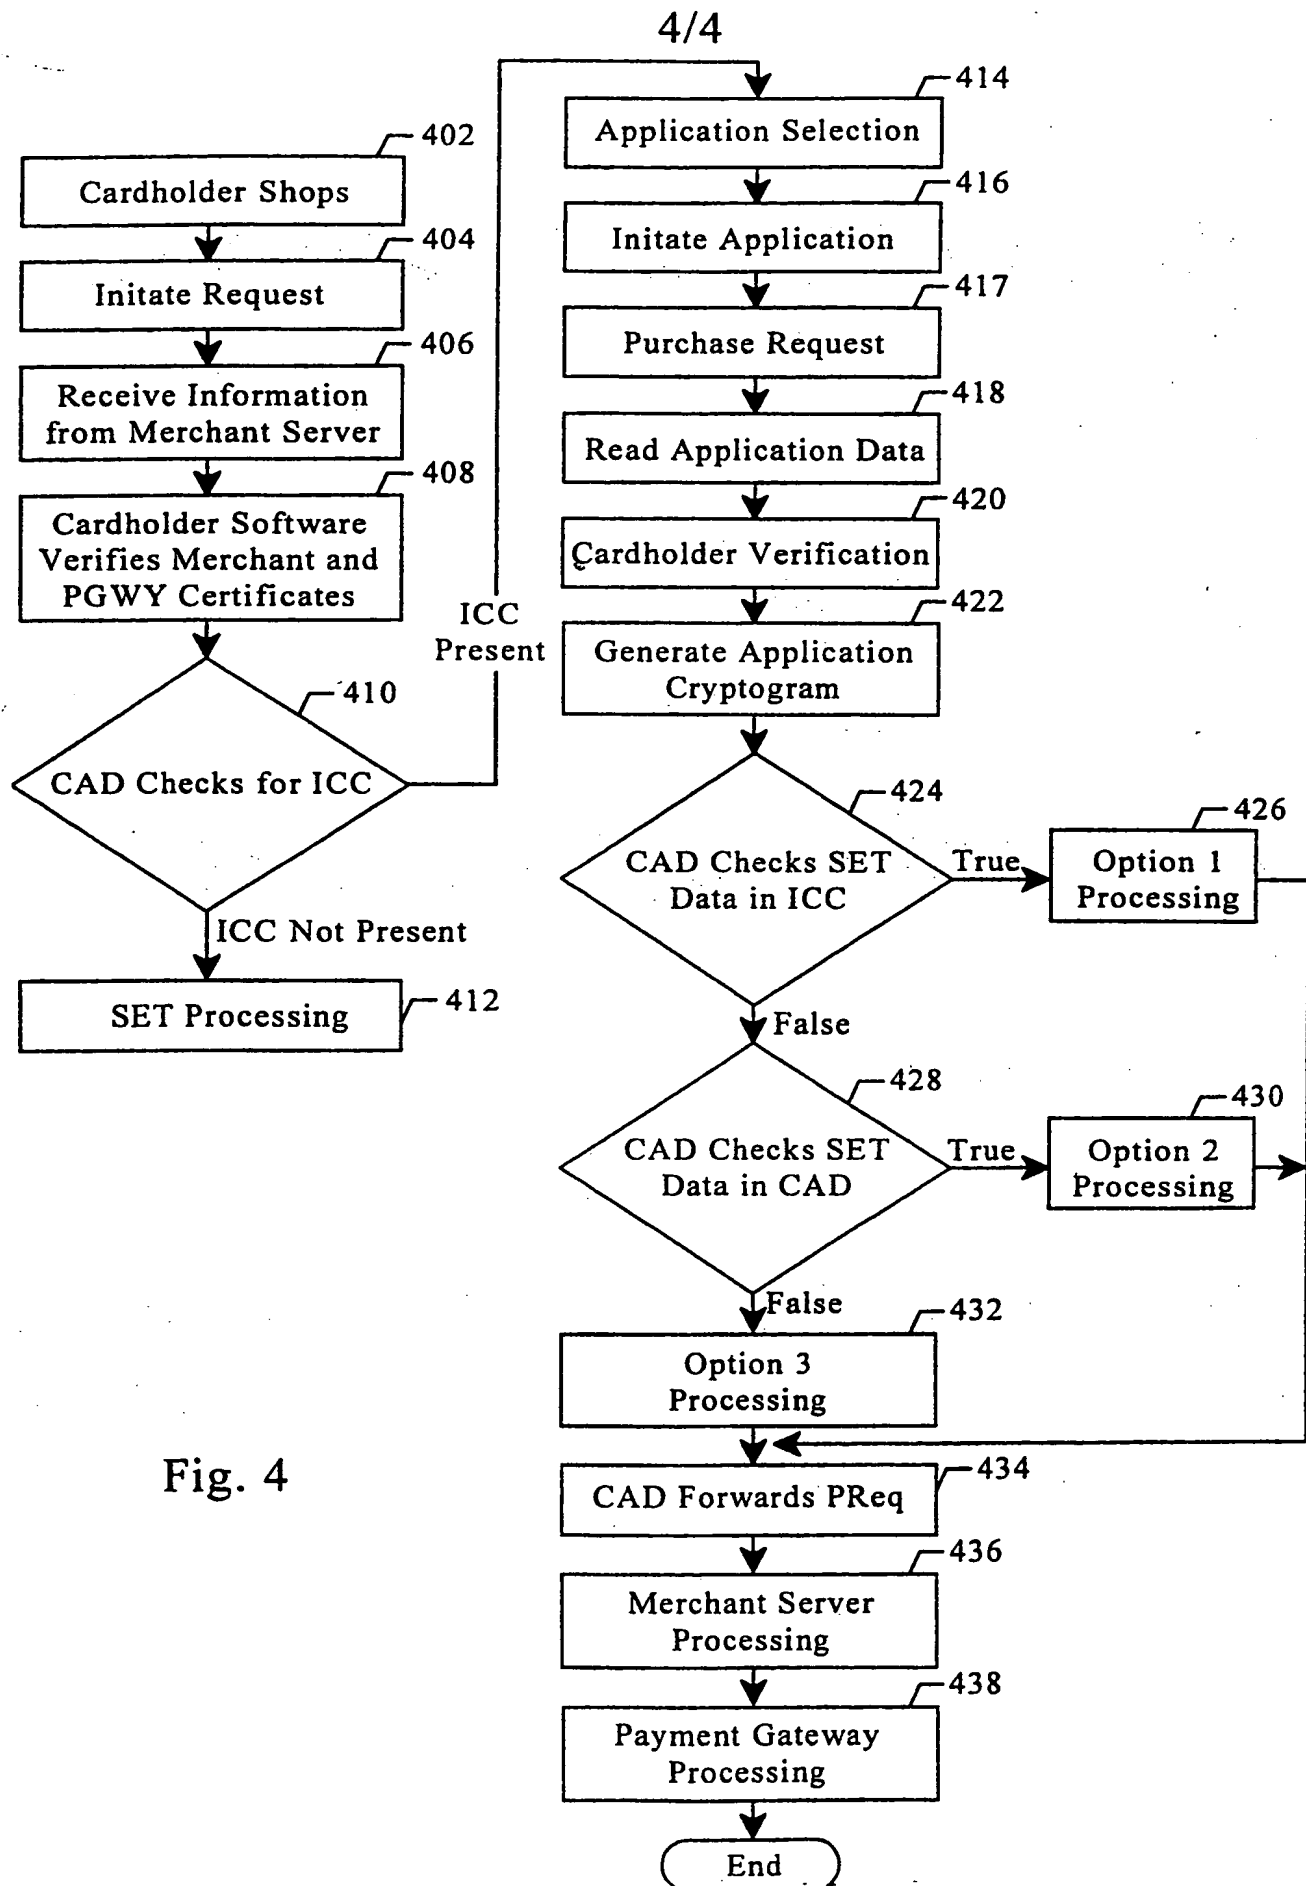 4/4
402
Cardholder Shops
404
Initate Request
406
Receive Information
from Merchant Server
408
Cardholder Software
Verifies Merchant and
PGWY Certificates
410
CAD Checks for ICC
ICC
Present
ICC Not Present
SET Processing
412
414
Application Selection
416
Initate Application
417
Purchase Request
418
Read Application Data
420
Cardholder Verification
422
Generate Application
Cryptogram
424
CAD Checks SET
Data in ICC
True
426
Option 1
Processing
False
428
CAD Checks SET
Data in CAD
True
430
Option 2
Processing
False
432
Option 3
Processing
434
CAD Forwards PReq
436
Merchant Server
Processing
438
Payment Gateway
Processing
End
Fig. 4